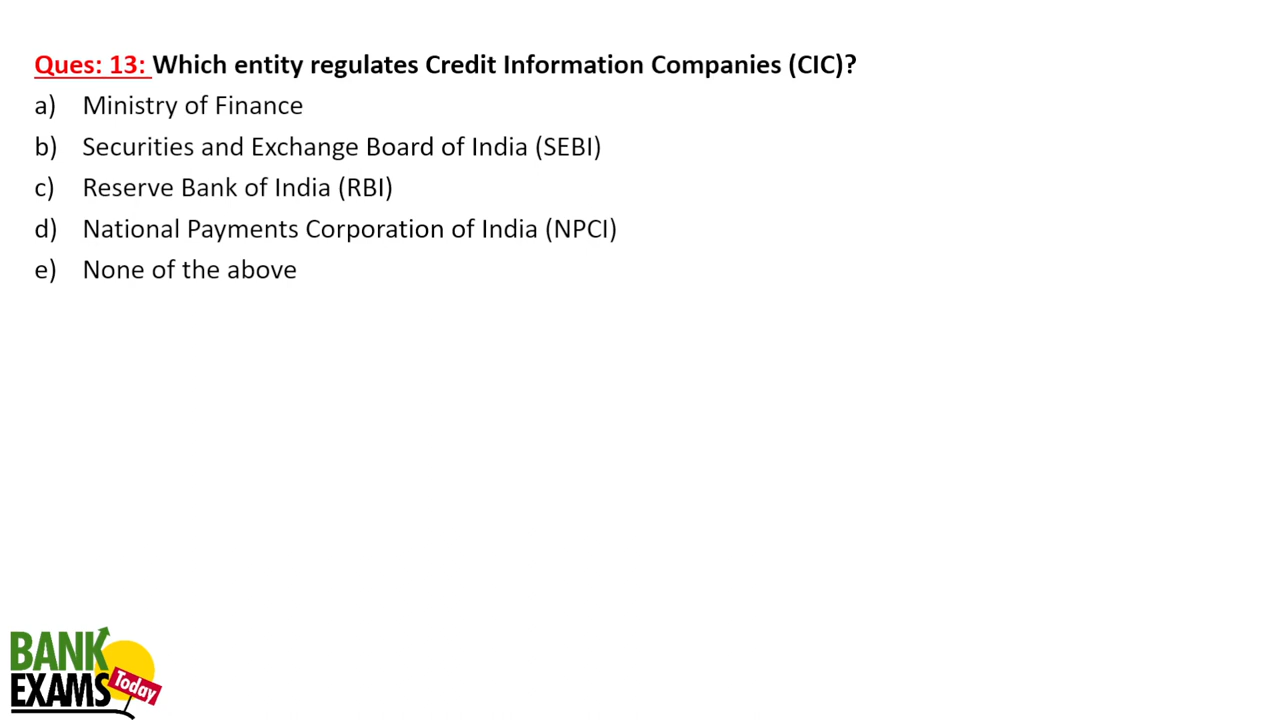 Ques: 13: Which entity regulates Credit Information Companies (CIC)?
a) Ministry of Finance
b) Securities and Exchange Board of India (SEBI)
c) Reserve Bank of India (RBI)
d) National Payments Corporation of India (NPCI)
e) None of the above
BANK
EXAMS
Today